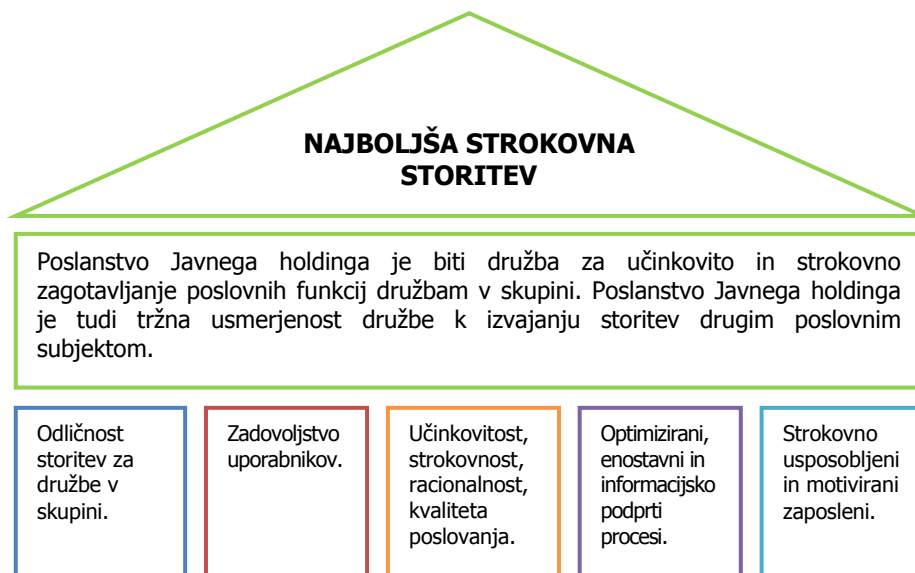 NAJBOLJŠA STROKOVNA
STORITEV
Poslanstvo Javnega holdinga je biti družba za učinkovito in strokovno
zagotavljanje poslovnih funkcij družbam v skupini. Poslanstvo Javnega holdinga
je tudi tržna usmerjenost družbe k izvajanju storitev drugim poslovnim
subjektom.
Odličnost
storitev za
družbe v
skupini.
Zadovoljstvo
uporabnikov.
Učinkovitost,
strokovnost,
racionalnost,
kvaliteta
poslovanja.
Optimizirani,
enostavni in
informacijsko
podprti
procesi.
Strokovno
usposobljeni
in motivirani
zaposleni.